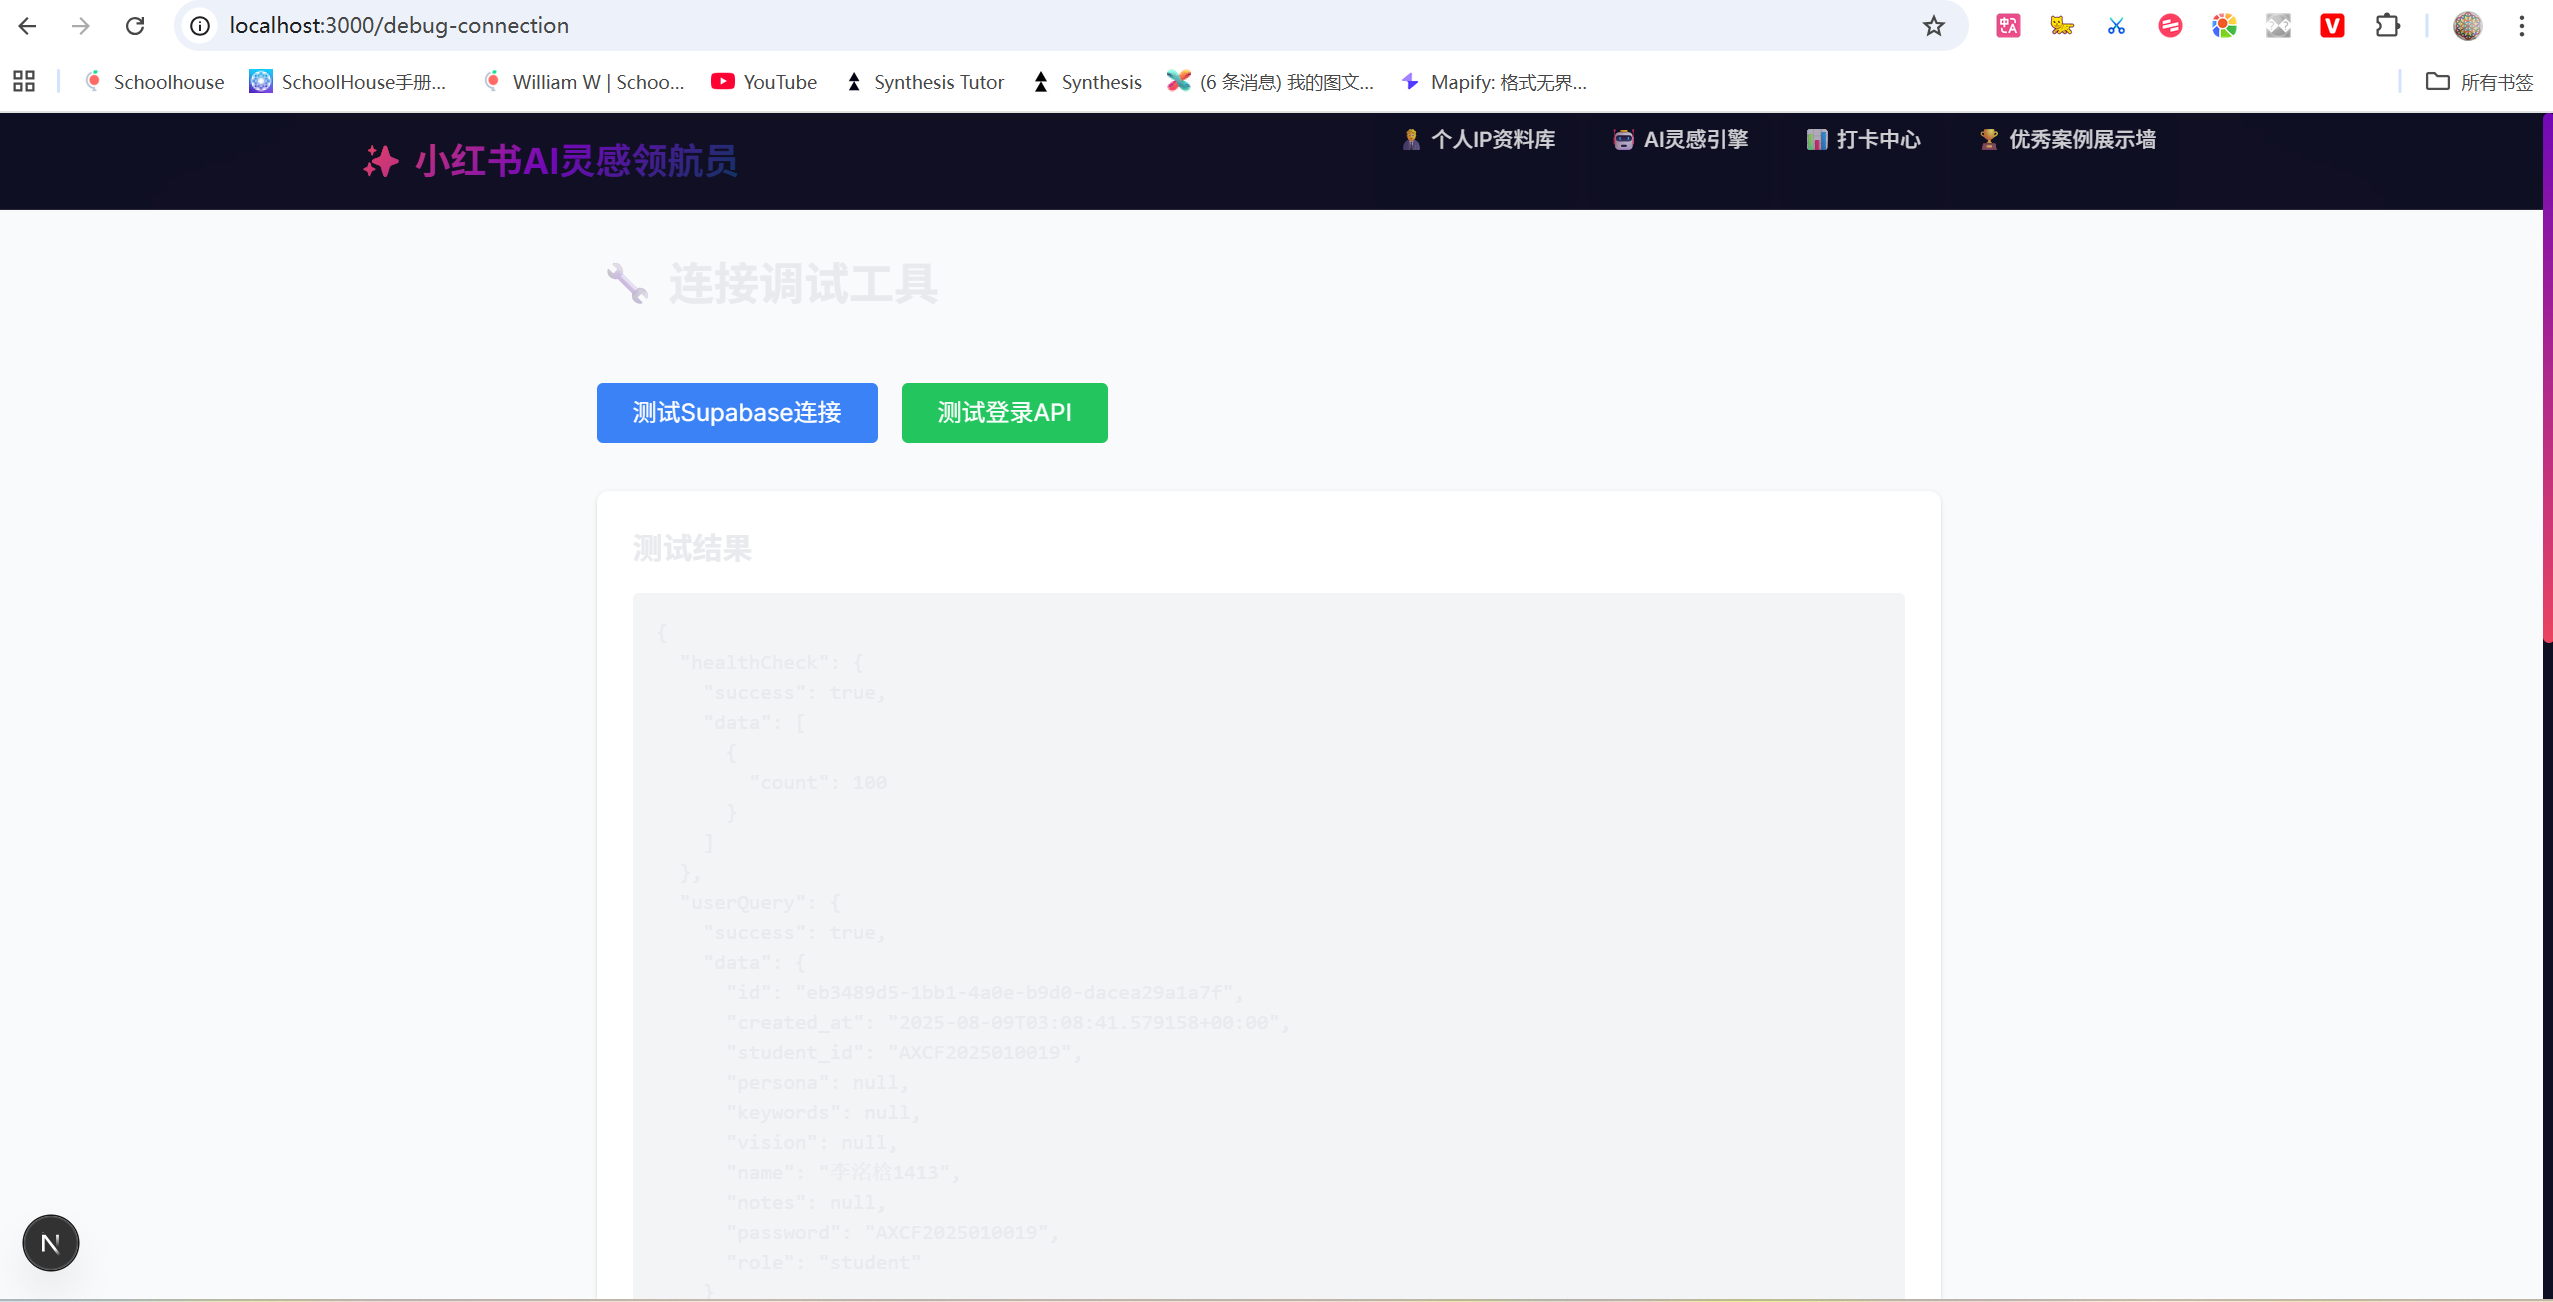 localhost:3000/debug-connection
Schoolhouse
SchoolHouse手册...
William W | Schoo...
YouTube
Synthesis Tutor
Synthesis
(6 条消息) 我的图文...
Mapify: 格式无界...
所有书签
✨ 小红书AI灵感领航员
个人IP资料库
AI灵感引擎
打卡中心
优秀案例展示墙
🔧 连接调试工具
测试Supabase连接
测试登录API
测试结果
{
"healthCheck": {
"success": true,
"data": [
{
"count": 100
}
]
},
"userQuery": {
"success": true,
"data": {
"id": "eb3489d5-1bb1-4a0e-b9d0-dacea29a1a7f",
"created_at": "2025-08-09T03:08:41.579158+00:00",
"student_id": "AXCF2025010019",
"persona": null,
"keywords": null,
"vision": null,
"name": "李1413",
"notes": null,
"password": "AXCF2025010019",
"role": "student"
}
N